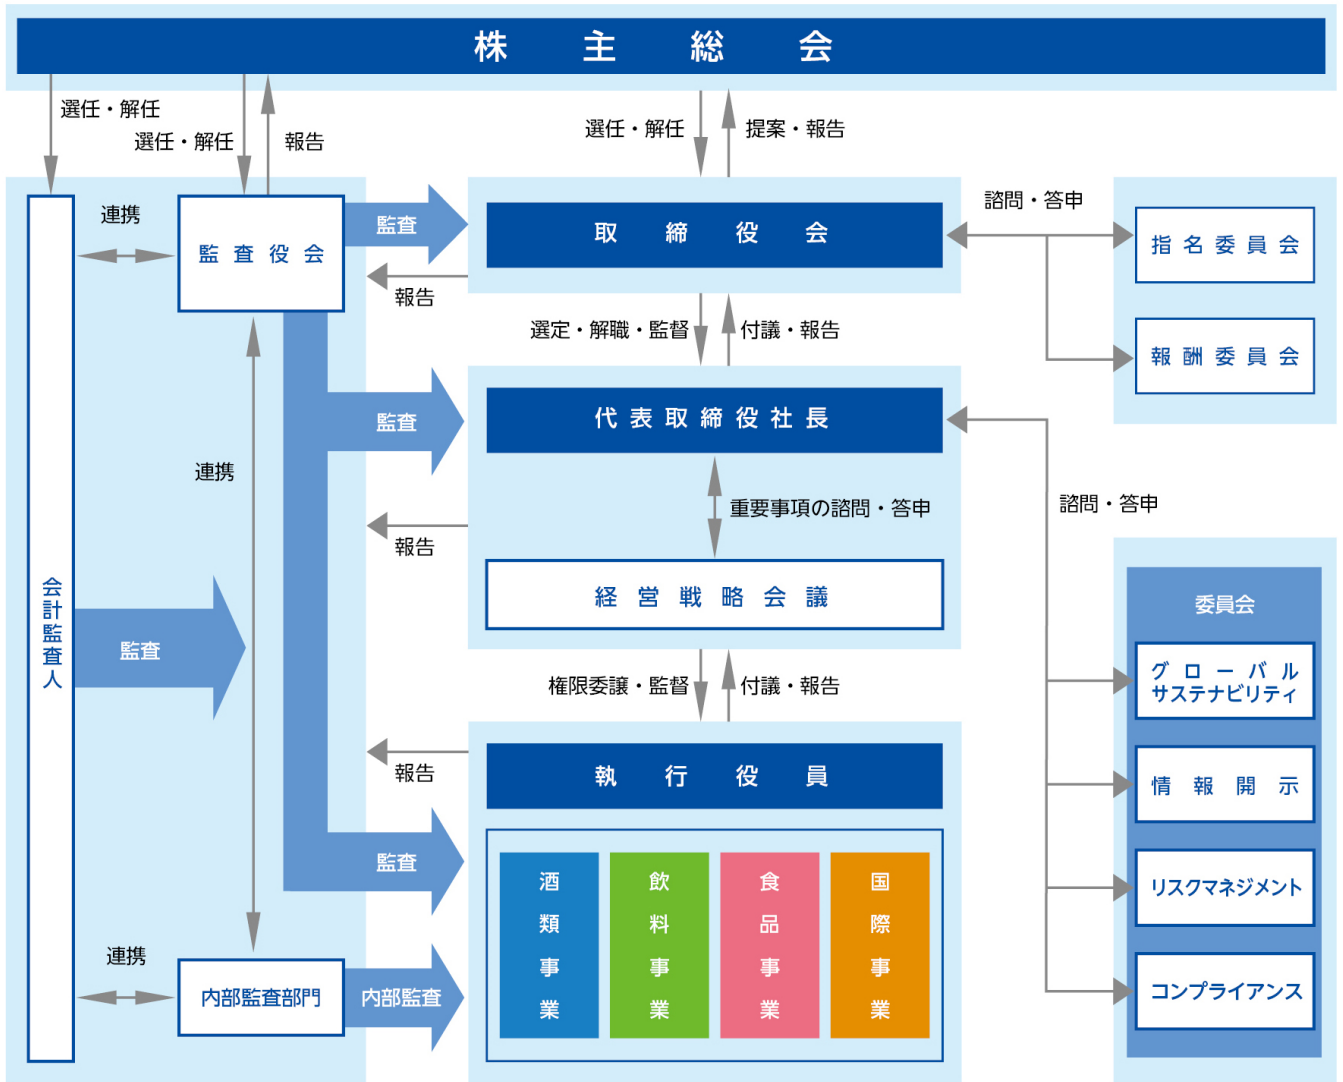 株主総会
選任・解任
選任・解任
報告
選任・解任
提案・報告
連携
監査役会
監査
報告
取締役会
諮問・答申
指名委員会
報酬委員会
選定・解職・監督
付議・報告
監査
代表取締役社長
連携
重要事項の諮問・答申
報告
経営戦略会議
諮問・答申
会計監査人
監査
権限委譲・監督
付議・報告
委員会
グローバル
サステナビリティ
情報開示
リスクマネジメント
コンプライアンス
報告
執行役員
監査
酒類事業
飲料事業
食品事業
国際事業
連携
内部監査部門
内部監査